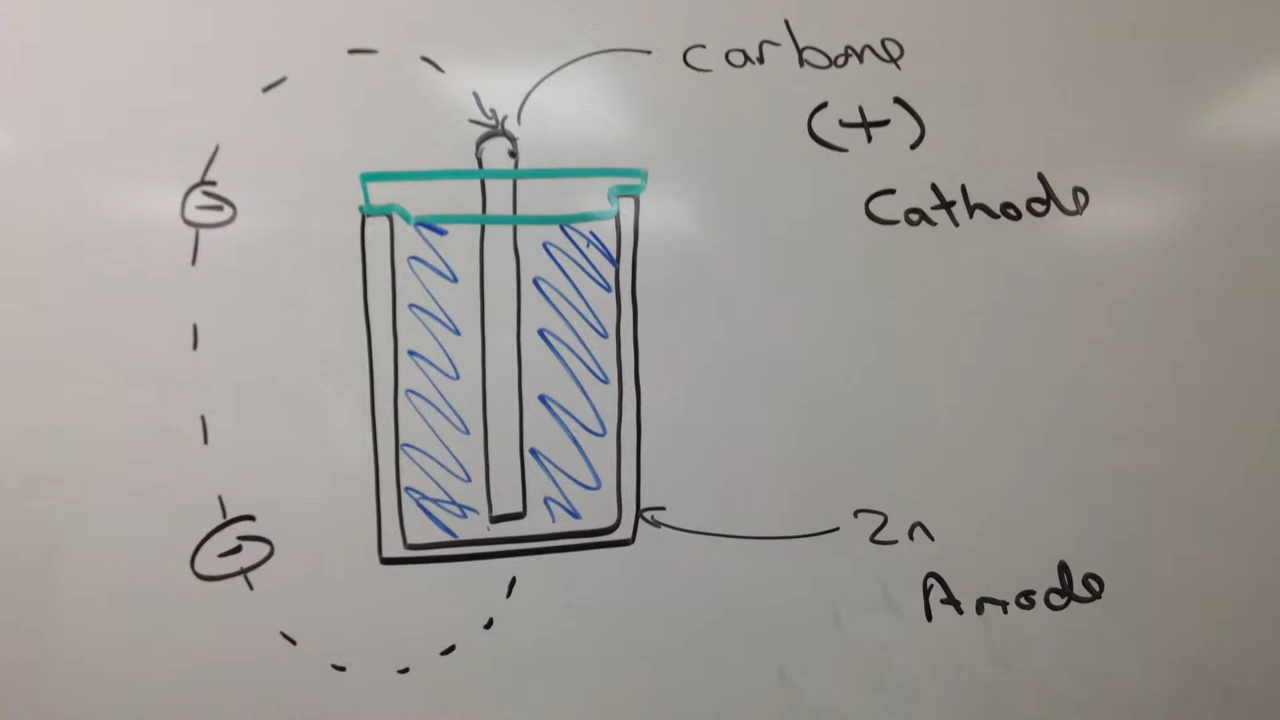 carbone
(+)
Cathode
Zn
Anode
-
-